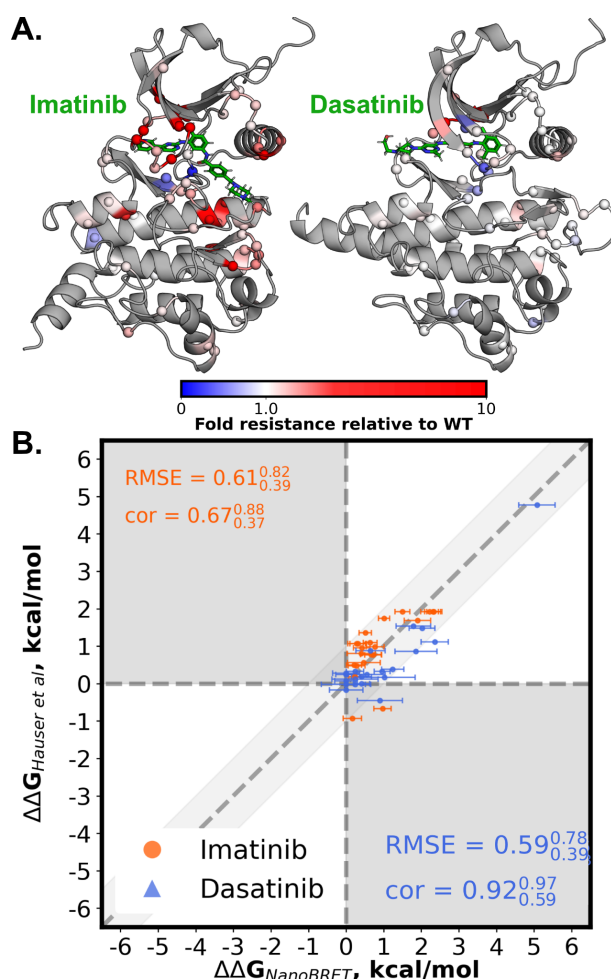 A.
Imatinib
Dasatinib
0 1.0 10
Fold resistance relative to WT
B.
RMSE = 0.61^{0.82}_{0.39}
cor = 0.67^{0.88}_{0.37}
6
5
4
3
2
1
0
-1
-2
-3
-4
-5
-6
ΔΔG_{Hauser et al}, kcal/mol
RMSE = 0.59^{0.78}_{0.39}
cor = 0.92^{0.97}_{0.59}
Imatinib
Dasatinib
-6 -5 -4 -3 -2 -1 0 1 2 3 4 5 6
ΔΔG_{NanoBRET}, kcal/mol